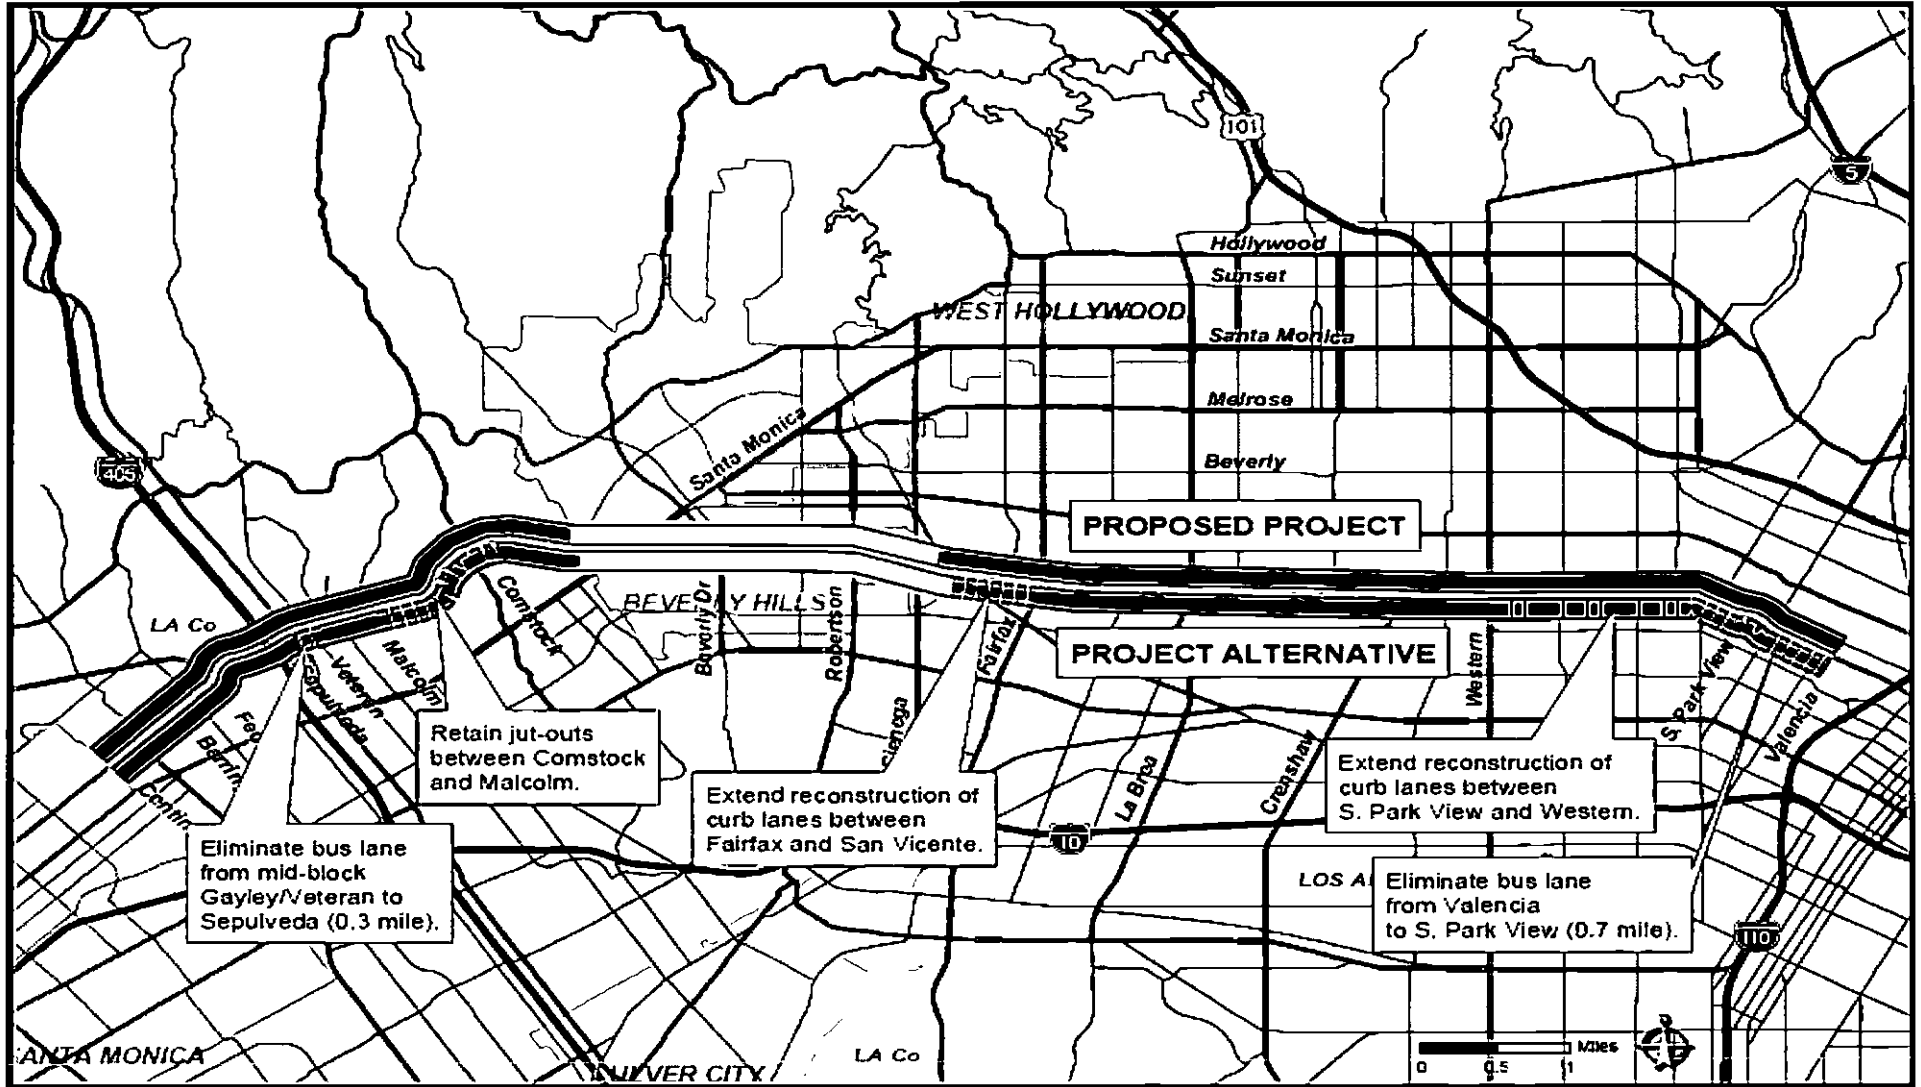 101
5
Hollywood
Sunset
WEST HOLLYWOOD
Santa Monica
Melrose
Santa Monica
Beverly
405
PROPOSED PROJECT
Comstock
BEVERLY HILLS
Beverly Dr
Robertson
LA Co
Fairfax
PROJECT ALTERNATIVE
Western
Malcolm
Veteran
Sepulveda
S. Park View
Valencia
Retain jut-outs
between Comstock
and Malcolm.
Cienega
La Brea
Crenshaw
Extend reconstruction of
curb lanes between
S. Park View and Western.
Extend reconstruction of
curb lanes between
Fairfax and San Vicente.
10
Eliminate bus lane
from mid-block
Gayley/Veteran to
Sepulveda (0.3 mile).
LOS A
Eliminate bus lane
from Valencia
to S. Park View (0.7 mile).
110
ANTA MONICA
ULVER CITY
LA Co
Miles
0 0.5 1